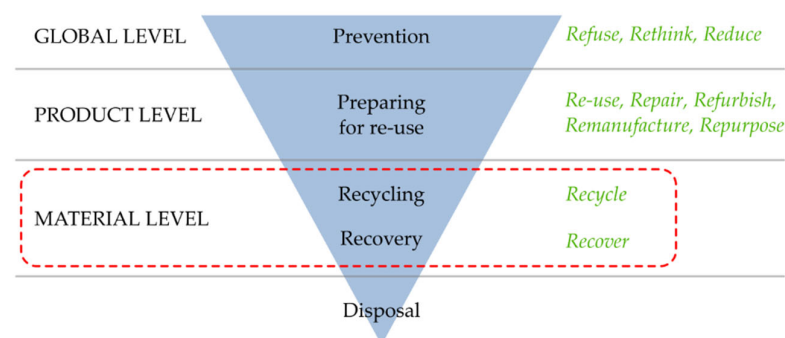 GLOBAL LEVEL
Prevention
Refuse, Rethink, Reduce
PRODUCT LEVEL
Preparing
for re-use
Re-use, Repair, Refurbish,
Remanufacture, Repurpose
MATERIAL LEVEL
Recycling
Recycle
Recovery
Recover
Disposal